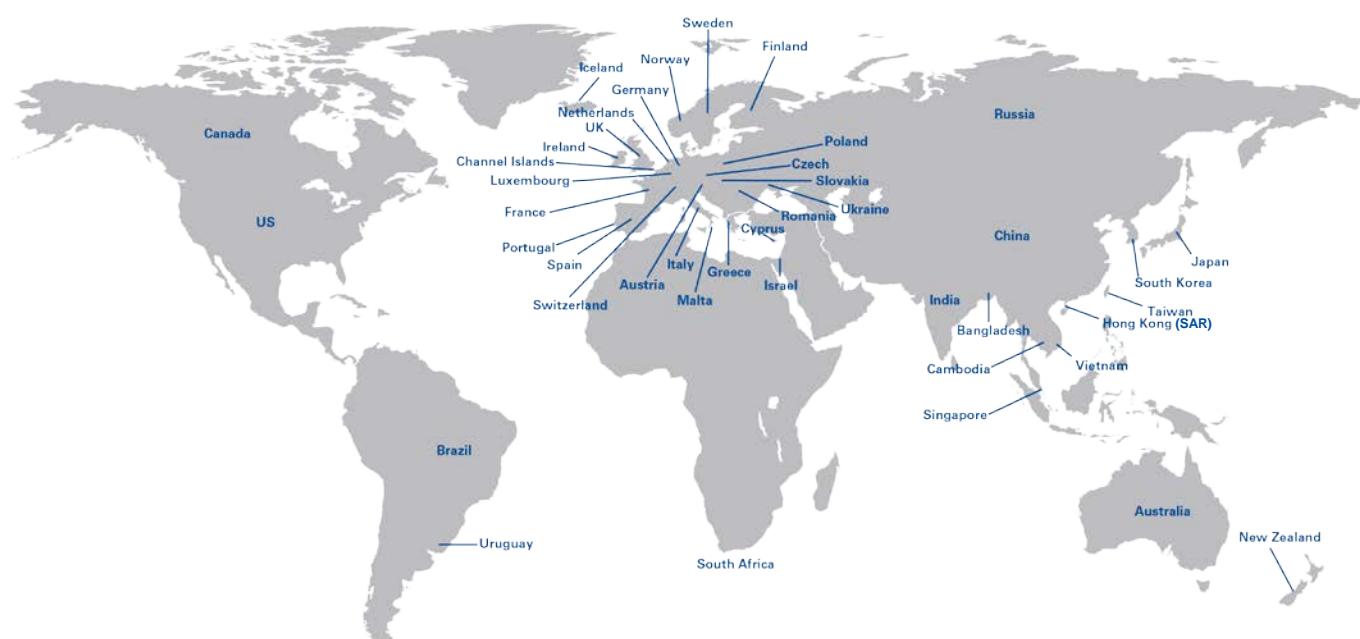 Sweden
Finland
Norway
Iceland
Germany
Netherlands
UK
Ireland
Channel Islands
Luxembourg
France
Portugal
Spain
Switzerland
Canada
US
Russia
Poland
Czech
Slovakia
Ukraine
Romania
Cyprus
Italy
Greece
Austria
Malta
Israel
China
Japan
South Korea
India
Taiwan
Hong Kong (SAR)
Bangladesh
Cambodia
Vietnam
Singapore
Brazil
Uruguay
South Africa
Australia
New Zealand